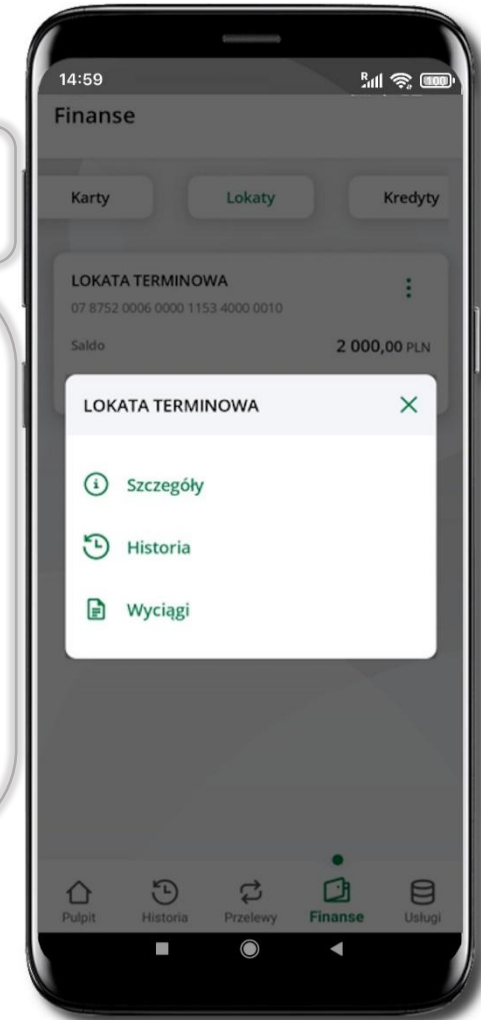 14:59
R
100
Finanse
Karty Lokaty Kredyty
LOKATA TERMINOWA
07 8752 0006 0000 1153 4000 0010
Saldo 2 000,00 PLN
LOKATA TERMINOWA
Szczegóły
Historia
Wyciągi
Pulpit Historia Przelewy Finanse Usługi